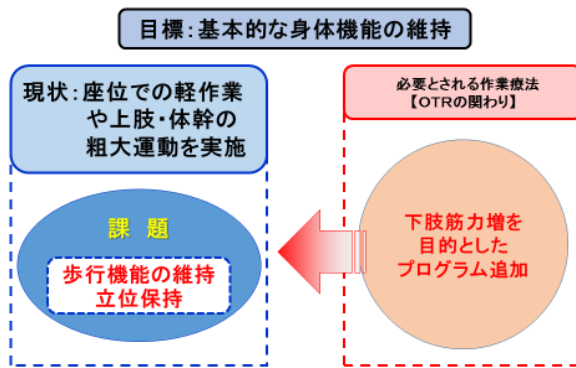 目標：基本的な身体機能の維持
現状：座位での軽作業
や上肢・体幹の
粗大運動を実施
課 題
歩行機能の維持
立位保持
必要とされる作業療法
【OTRの関わり】
下肢筋力増を
目的とした
プログラム追加